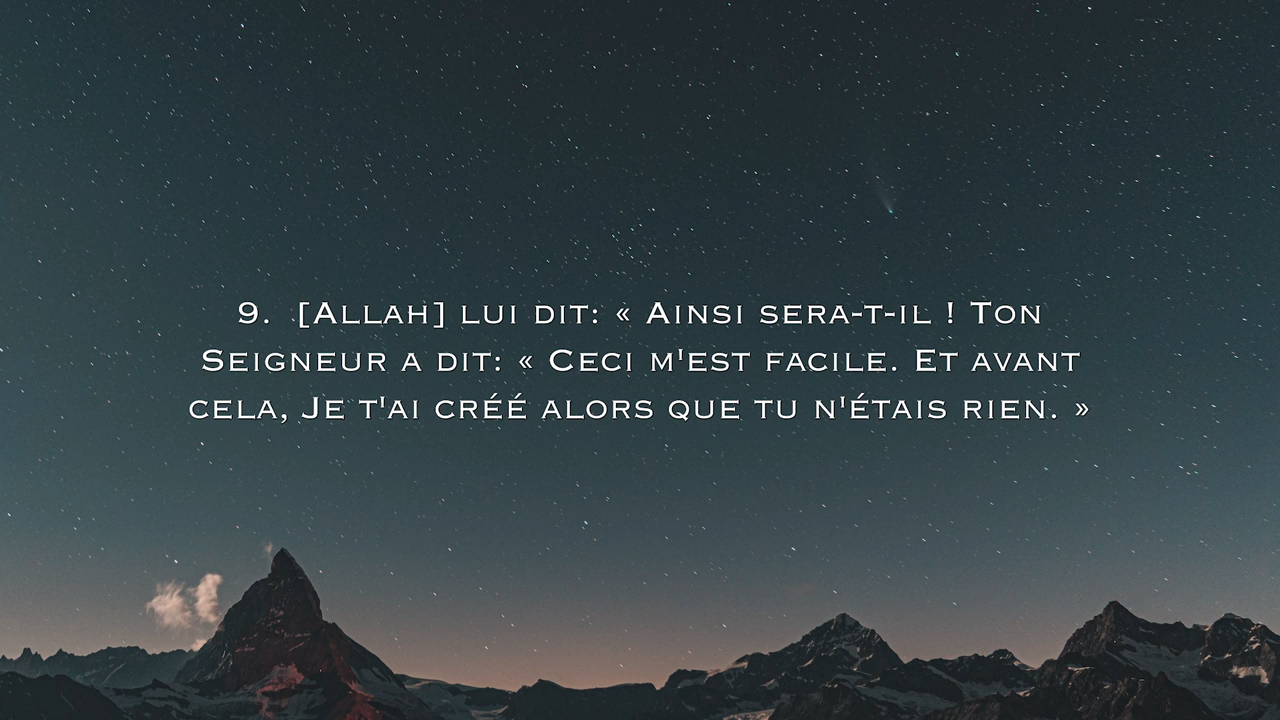 9. [Allah] lui dit: « Ainsi sera-t-il ! Ton
Seigneur a dit: « Ceci m'est facile. Et avant
cela, Je t'ai créé alors que tu n'étais rien. »